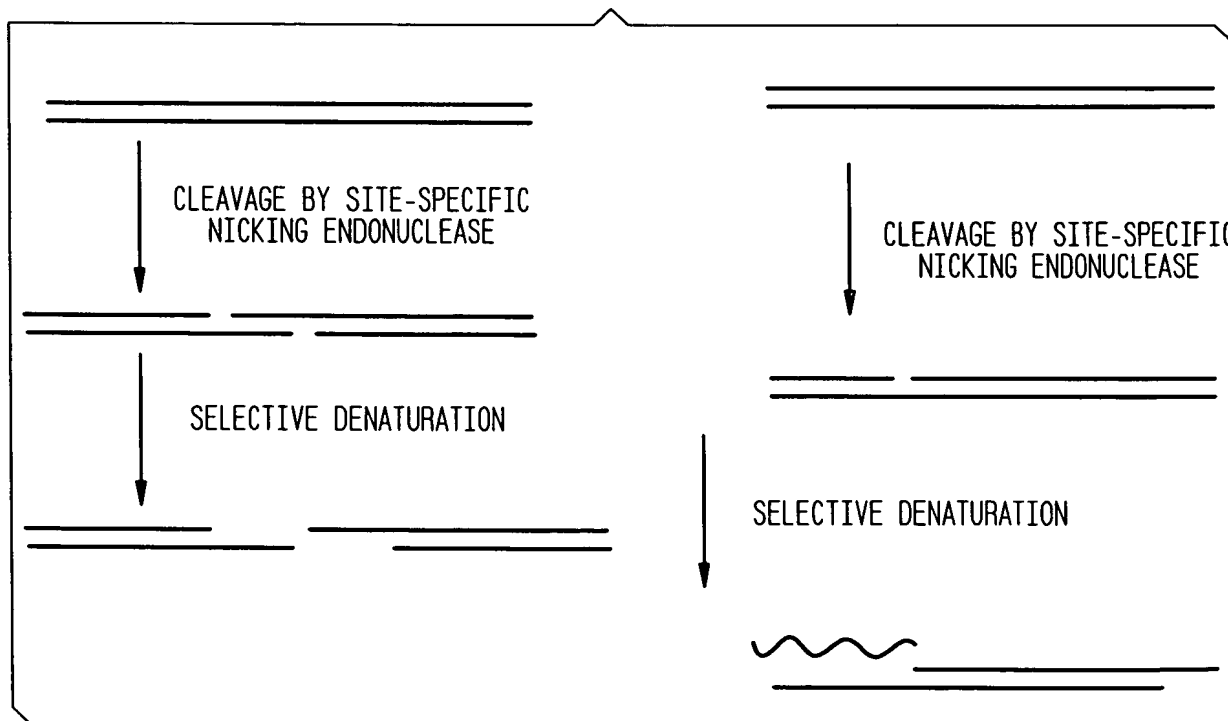 CLEAVAGE BY SITE-SPECIFIC
NICKING ENDONUCLEASE
SELECTIVE DENATURATION
CLEAVAGE BY SITE-SPECIFIC
NICKING ENDONUCLEASE
SELECTIVE DENATURATION